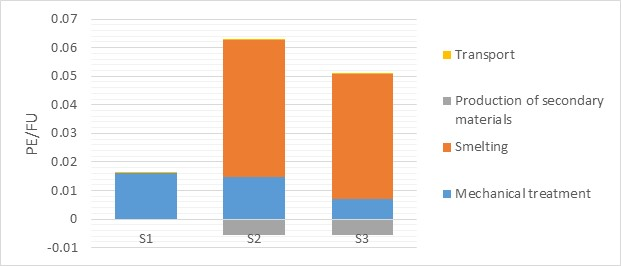 0.07
0.06
0.05
0.04
0.03
0.02
0.01
0
-0.01
PE/FU
S1
S2
S3
Transport
Production of secondary
materials
Smelting
Mechanical treatment